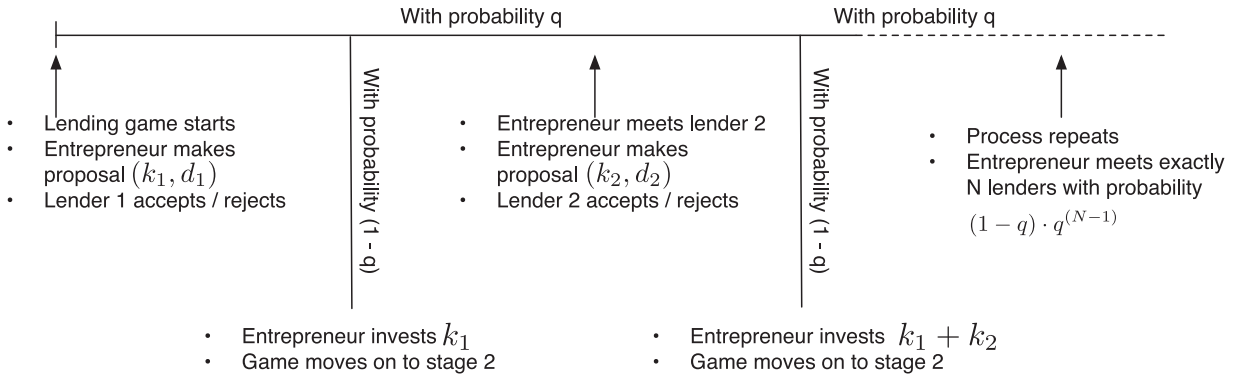 With probability q
With probability q
With probability (1 - q)
With probability (1 - q)
• Lending game starts
• Entrepreneur makes
proposal (k₁, d₁)
• Lender 1 accepts / rejects
• Entrepreneur meets lender 2
• Entrepreneur makes
proposal (k₂, d₂)
• Lender 2 accepts / rejects
• Process repeats
• Entrepreneur meets exactly
N lenders with probability
(1 − q) · q^(N−1)
• Entrepreneur invests k₁
• Game moves on to stage 2
• Entrepreneur invests k₁ + k₂
• Game moves on to stage 2